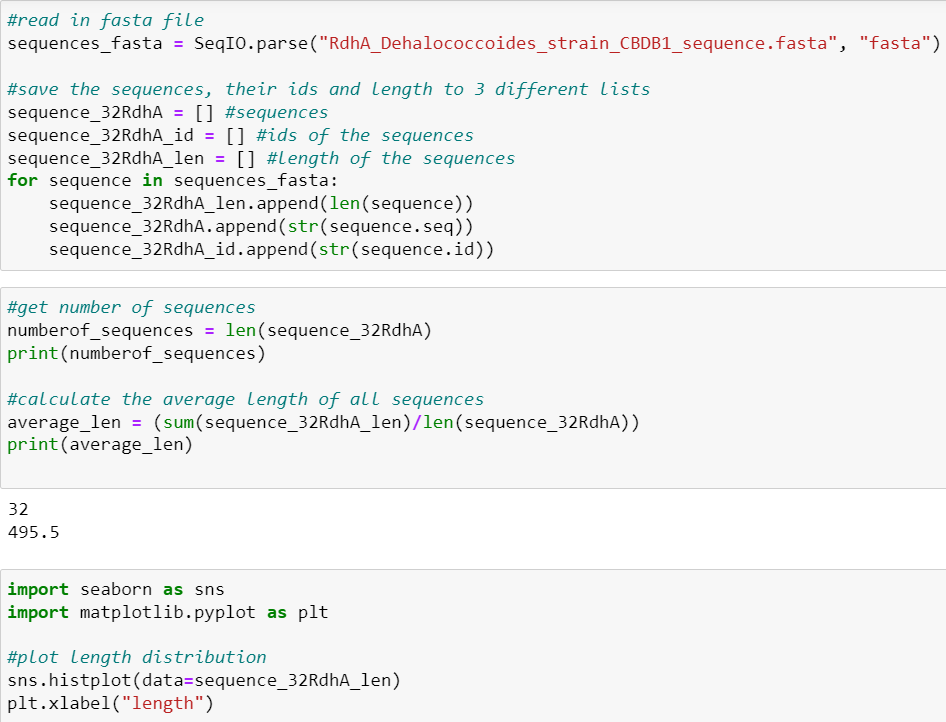 #read in fasta file
sequences_fasta = SeqIO.parse("RdhA_Dehalococcoides_strain_CBDB1_sequence.fasta", "fasta")
#save the sequences, their ids and length to 3 different lists
sequence_32RdhA = [] #sequences
sequence_32RdhA_id = [] #ids of the sequences
sequence_32RdhA_len = [] #length of the sequences
for sequence in sequences_fasta:
    sequence_32RdhA_len.append(len(sequence))
    sequence_32RdhA.append(str(sequence.seq))
    sequence_32RdhA_id.append(str(sequence.id))
#get number of sequences
numberof_sequences = len(sequence_32RdhA)
print(numberof_sequences)
#calculate the average length of all sequences
average_len = (sum(sequence_32RdhA_len)/len(sequence_32RdhA))
print(average_len)
32
495.5
import seaborn as sns
import matplotlib.pyplot as plt
#plot length distribution
sns.histplot(data=sequence_32RdhA_len)
plt.xlabel("length")